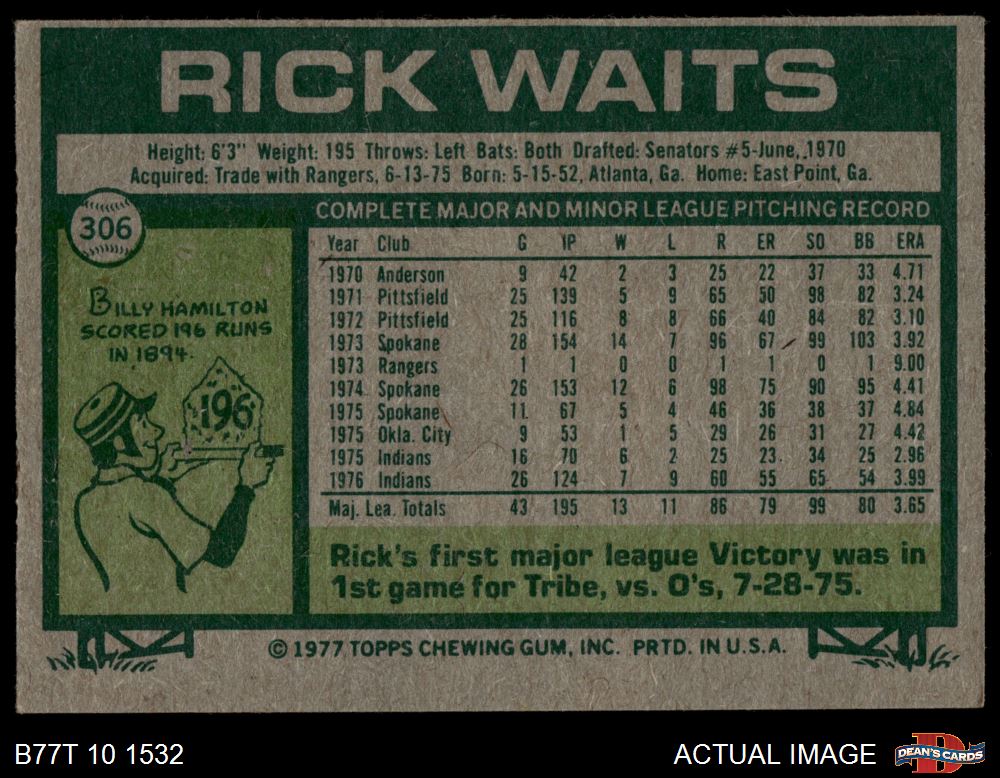 RICK WAITS
Height: 6'3" Weight: 195 Throws: Left Bats: Both Drafted: Senators #5-June, 1970
Acquired: Trade with Rangers, 6-13-75 Born: 5-15-52, Atlanta, Ga. Home: East Point, Ga.
306
BILLY HAMILTON
SCORED 196 RUNS
IN 1894.
196
COMPLETE MAJOR AND MINOR LEAGUE PITCHING RECORD
Year Club G IP W L R ER SO BB ERA
1970 Anderson 9 42 2 3 25 22 37 33 4.71
1971 Pittsfield 25 139 5 9 65 50 98 82 3.24
1972 Pittsfield 25 116 8 8 66 40 84 82 3.10
1973 Spokane 28 154 14 7 96 67 99 103 3.92
1973 Rangers 1 1 0 0 1 1 0 1 9.00
1974 Spokane 26 153 12 6 98 75 90 95 4.41
1975 Spokane 11 67 5 4 46 36 38 37 4.84
1975 Okla. City 9 53 1 5 29 26 31 27 4.42
1975 Indians 16 70 6 2 25 23 34 25 2.96
1976 Indians 26 124 7 9 60 55 65 54 3.99
Maj. Lea. Totals 43 195 13 11 86 79 99 80 3.65
Rick's first major league Victory was in
1st game for Tribe, vs. O's, 7-28-75.
© 1977 TOPPS CHEWING GUM, INC. PRTD. IN U.S.A.
B77T 10 1532
ACTUAL IMAGE
DEAN'S CARDS